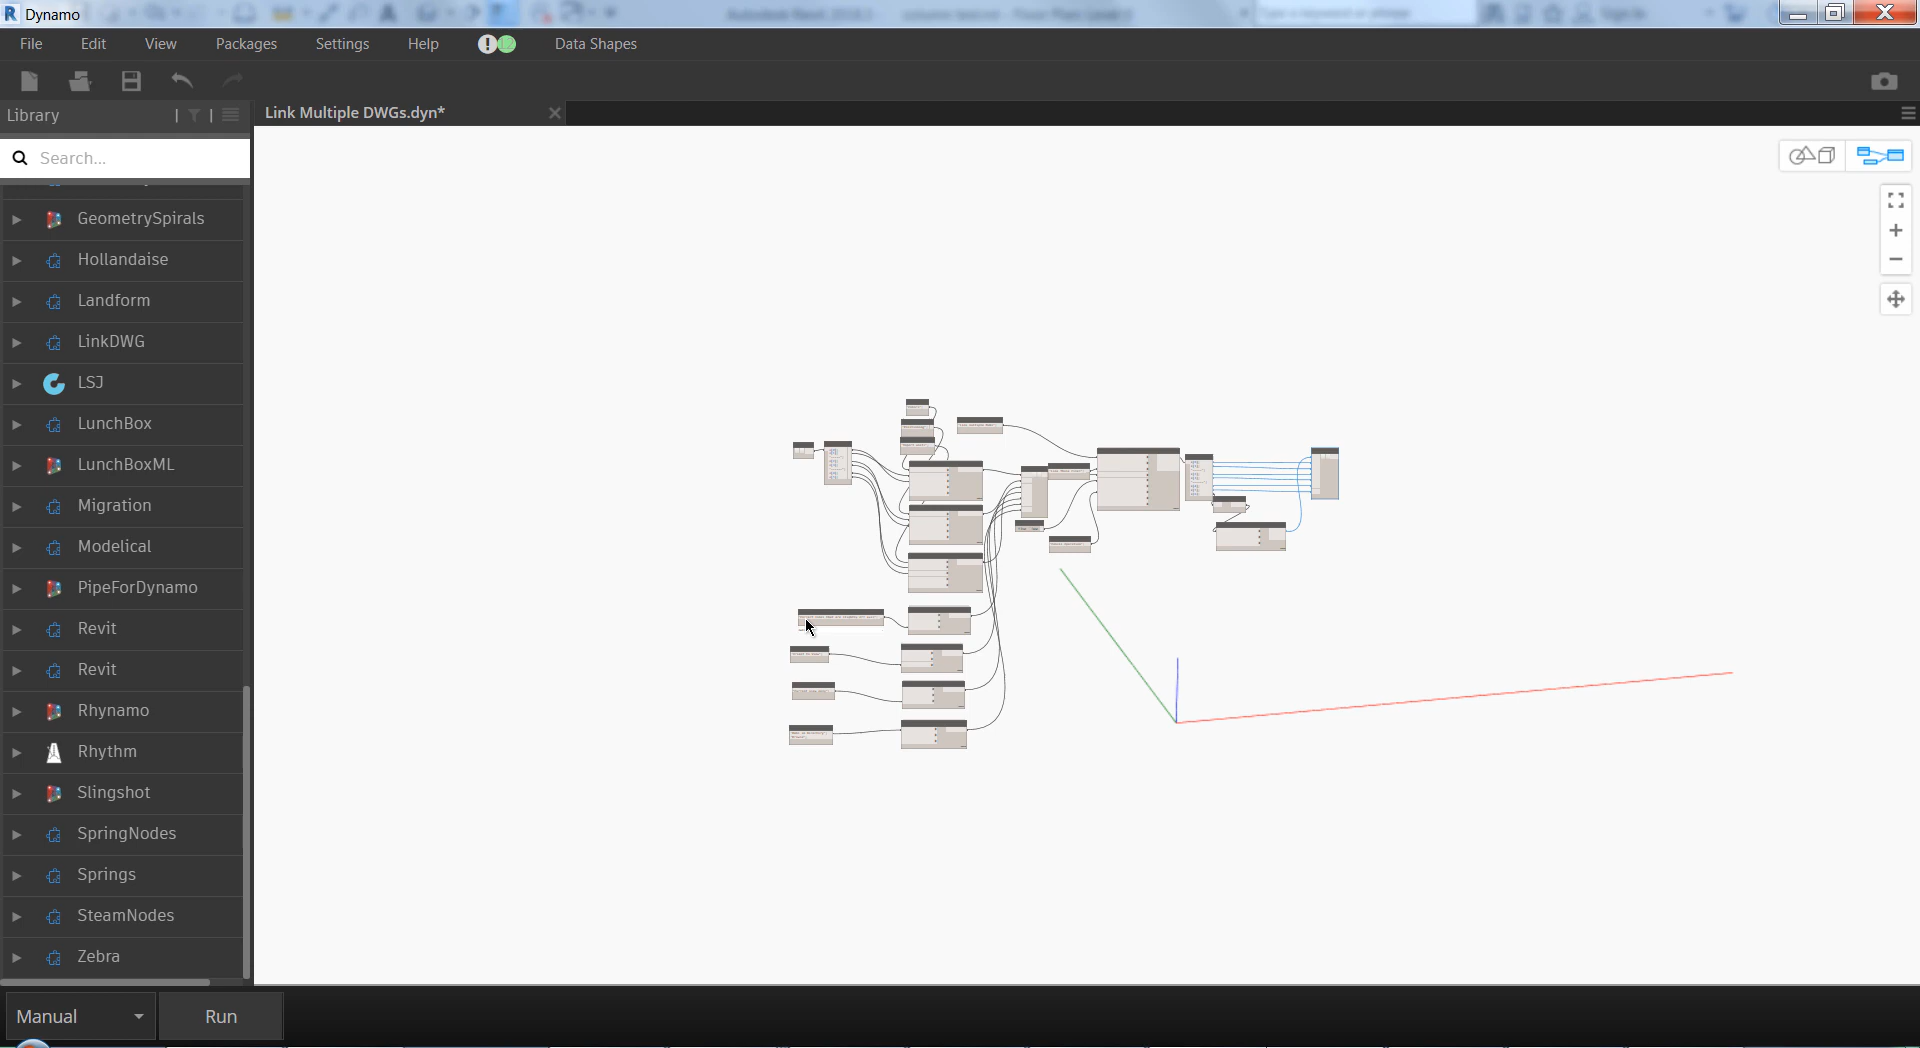 Dynamo
File Edit View Packages Settings Help ! 12 Data Shapes
Library
Link Multiple DWGs.dyn*
Search...
GeometrySpirals
Hollandaise
Landform
LinkDWG
LSJ
LunchBox
LunchBoxML
Migration
Modelical
PipeForDynamo
Revit
Revit
Rhynamo
Rhythm
Slingshot
SpringNodes
Springs
SteamNodes
Zebra
Manual
Run